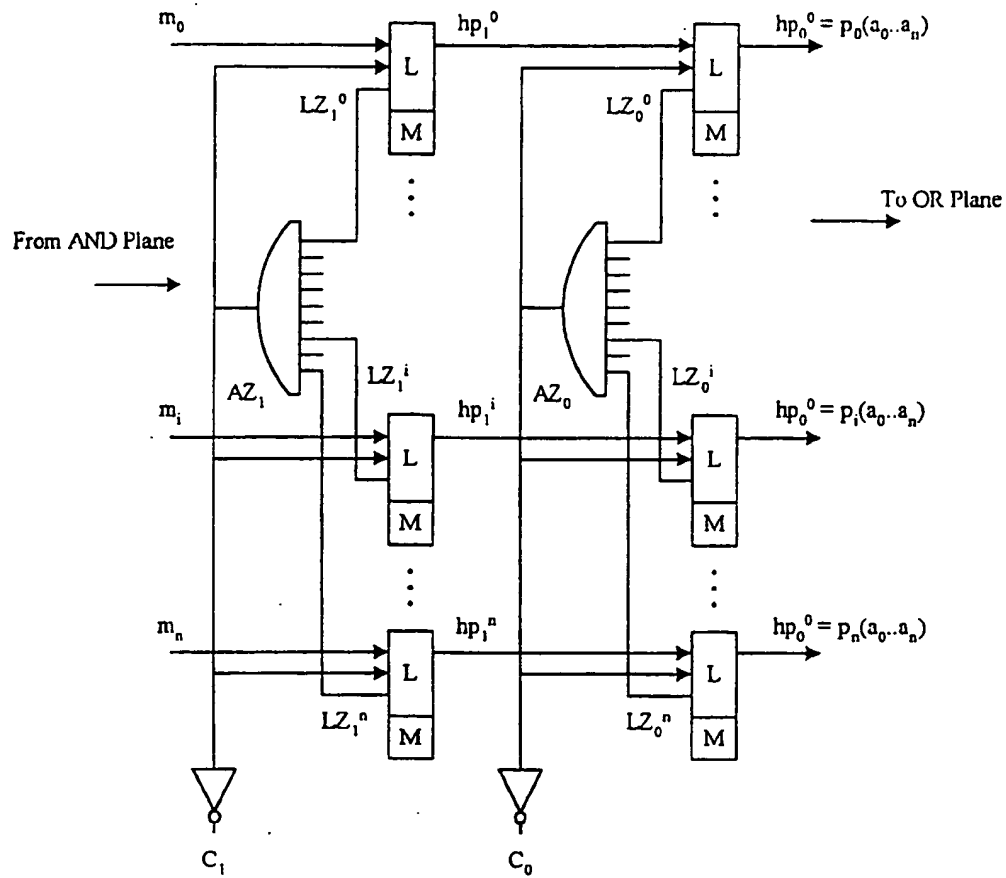 m₀ hp₁⁰ hp₀⁰ = p₀(a₀..aₙ)
L L
LZ₁⁰ LZ₀⁰
M M
To OR Plane
From AND Plane
AZ₁ LZ₁ⁱ AZ₀ LZ₀ⁱ
mᵢ hp₁ⁱ hp₀⁰ = pᵢ(a₀..aₙ)
L L
M M
mₙ hp₁ⁿ hp₀⁰ = pₙ(a₀..aₙ)
L L
LZ₁ⁿ LZ₀ⁿ
M M
C₁ C₀